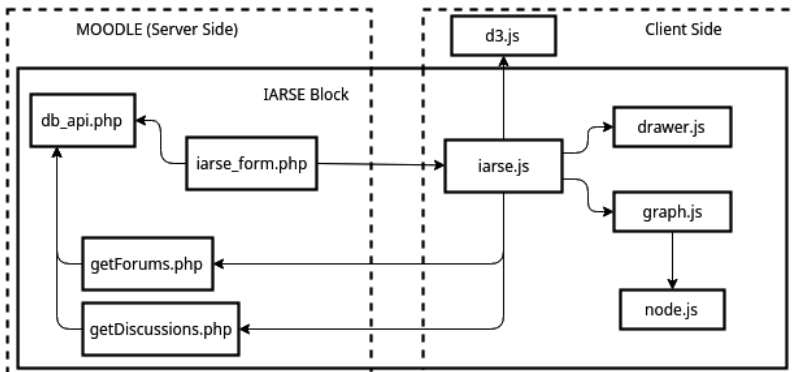 MOODLE (Server Side)
d3.js
Client Side
IARSE Block
db_api.php
drawer.js
iarse_form.php
iarse.js
graph.js
getForums.php
node.js
getDiscussions.php